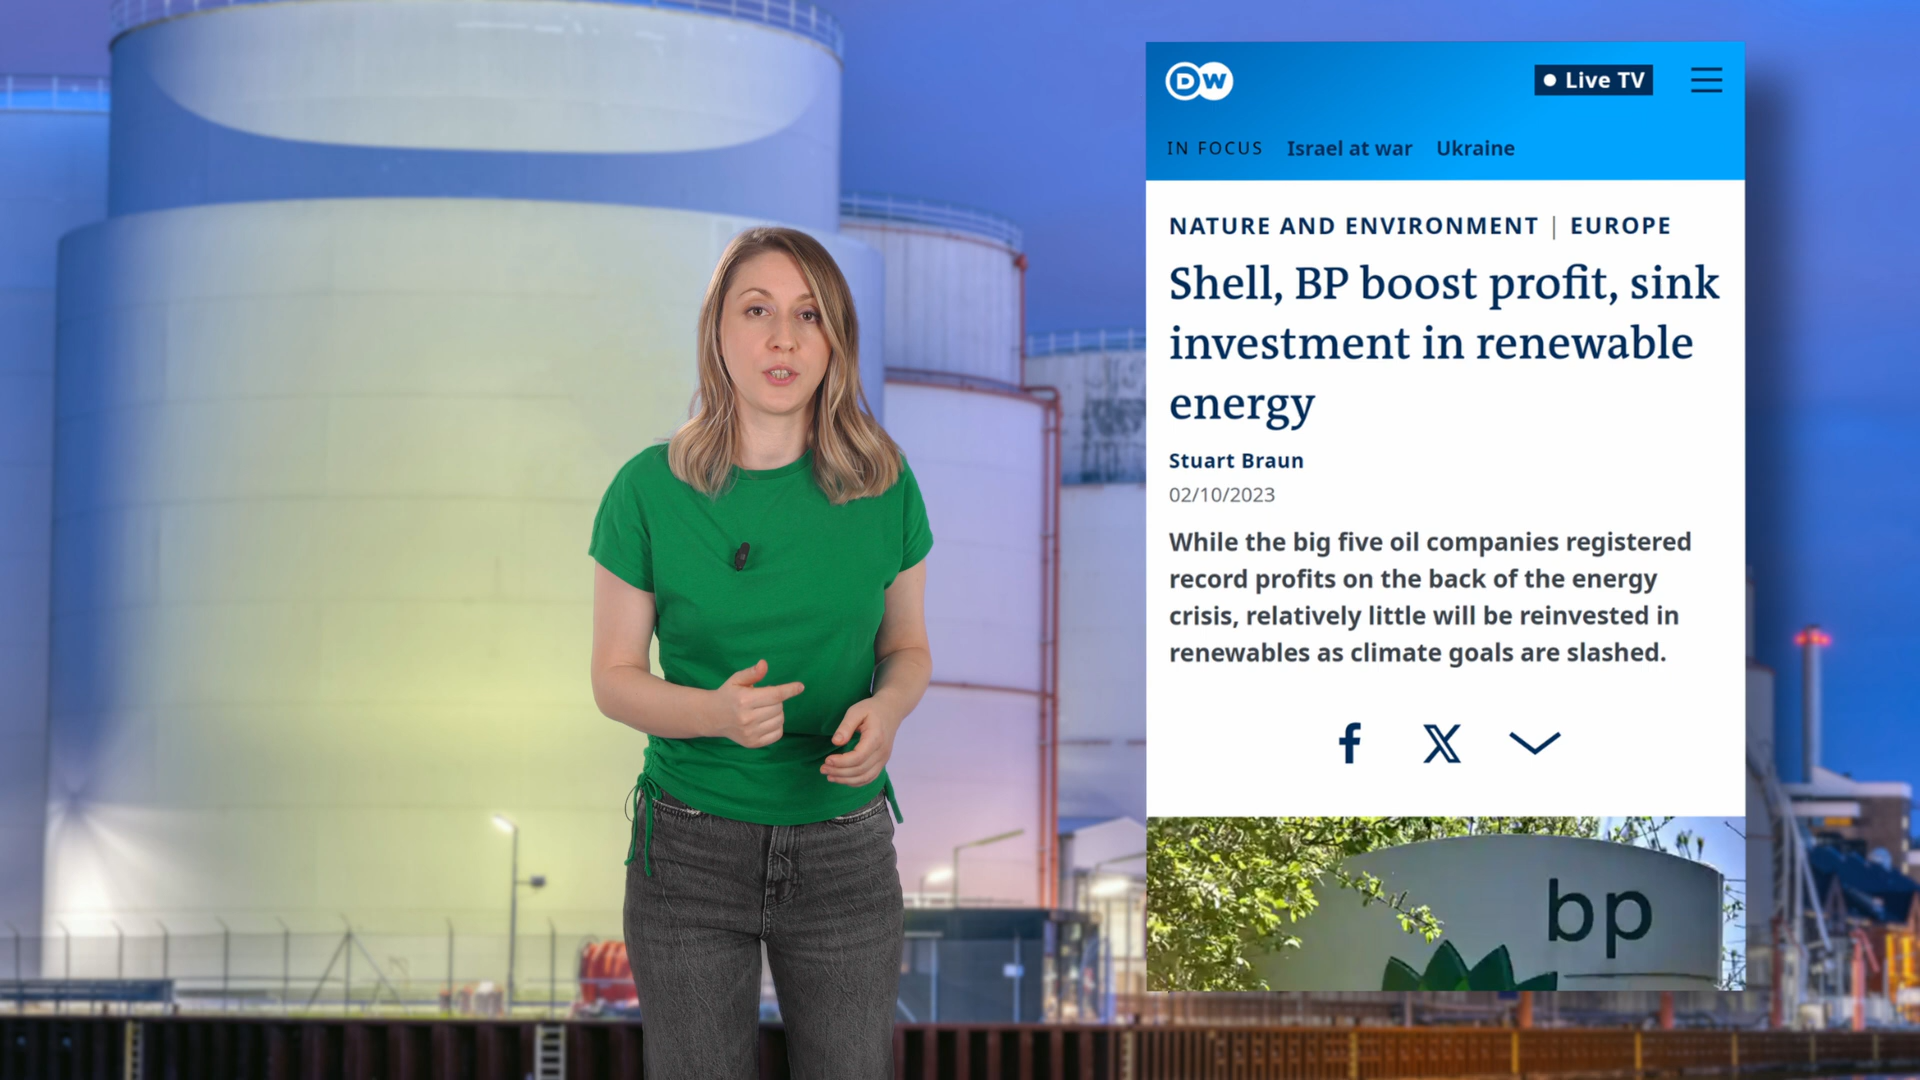 DW
Live TV
IN FOCUS Israel at war Ukraine
NATURE AND ENVIRONMENT | EUROPE
Shell, BP boost profit, sink
investment in renewable
energy
Stuart Braun
02/10/2023
While the big five oil companies registered
record profits on the back of the energy
crisis, relatively little will be reinvested in
renewables as climate goals are slashed.
bp